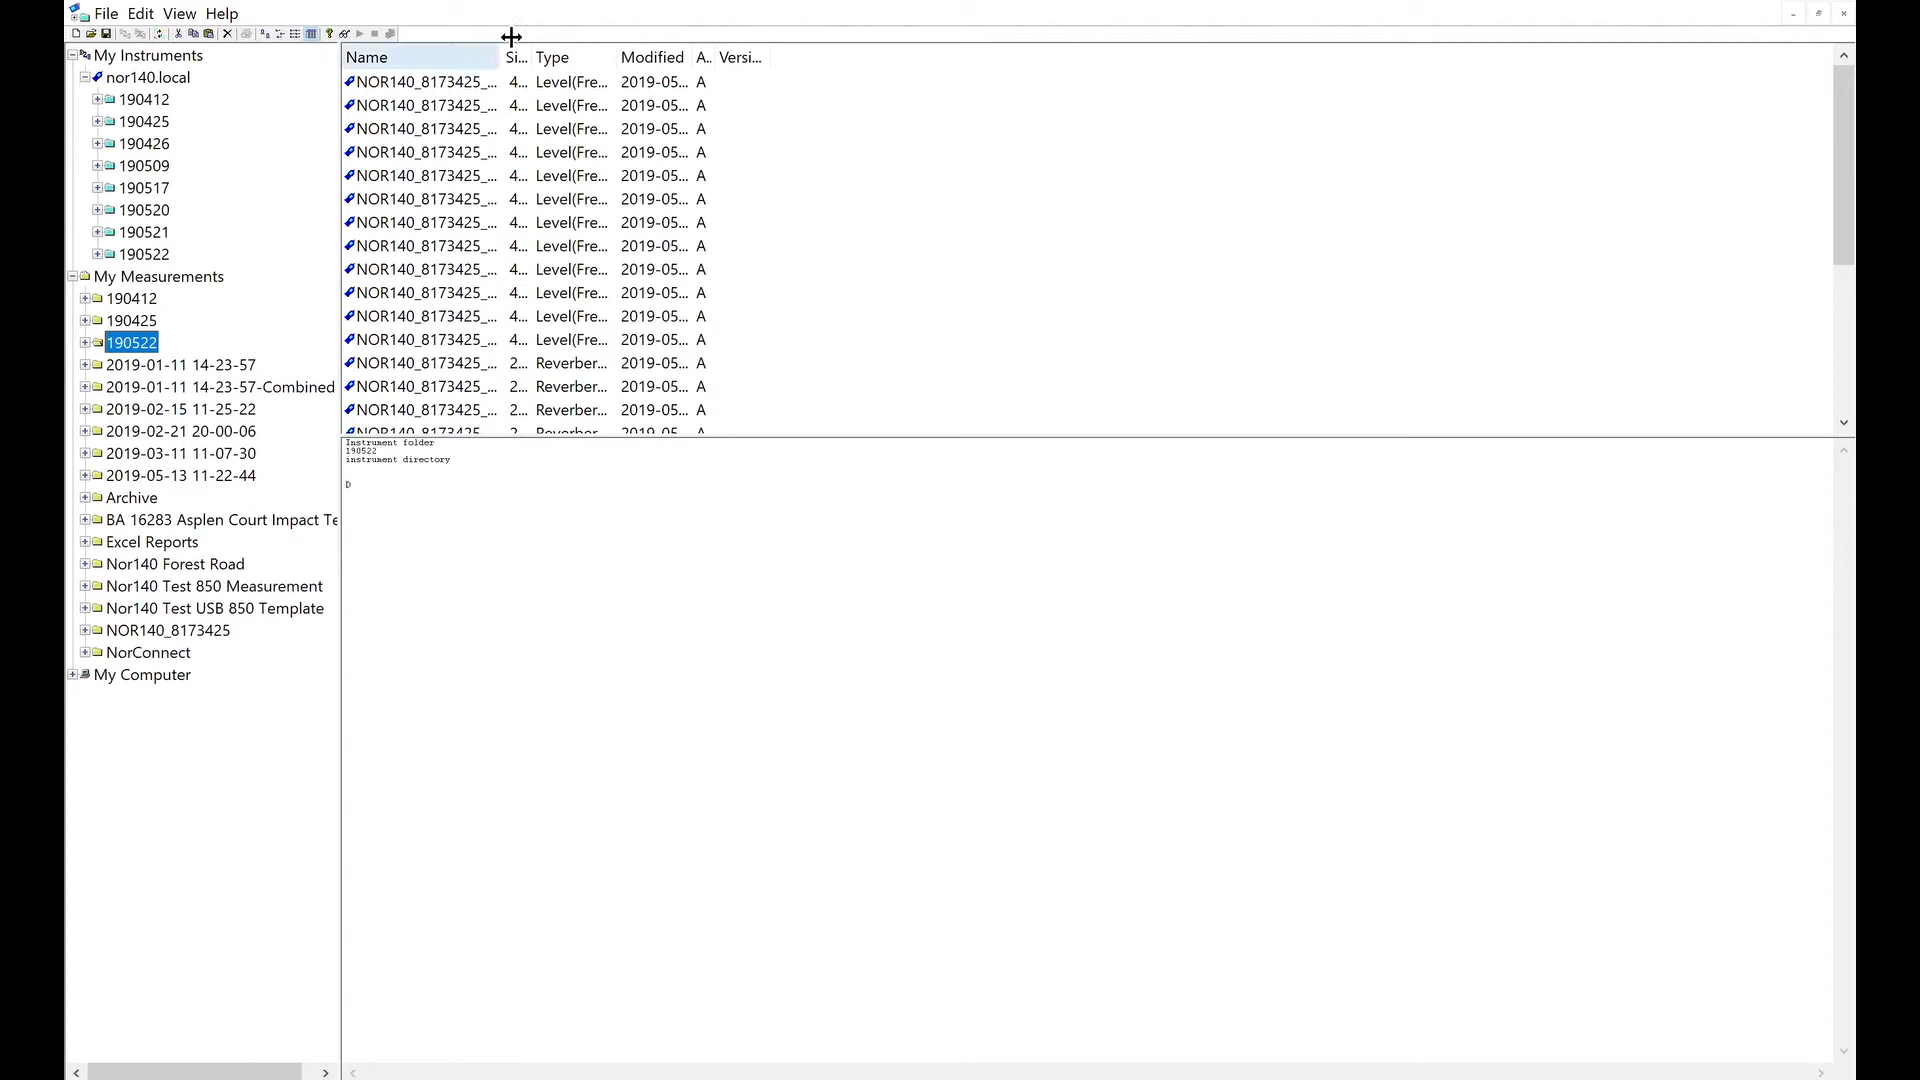 File Edit View Help
My Instruments
nor140.local
190412
190425
190426
190509
190517
190520
190521
190522
My Measurements
190412
190425
190522
2019-01-11 14-23-57
2019-01-11 14-23-57-Combined
2019-02-15 11-25-22
2019-02-21 20-00-06
2019-03-11 11-07-30
2019-05-13 11-22-44
Archive
BA 16283 Asplen Court Impact Te
Excel Reports
Nor140 Forest Road
Nor140 Test 850 Measurement
Nor140 Test USB 850 Template
NOR140_8173425
NorConnect
My Computer
Name Si... Type Modified A.. Versi...
NOR140_8173425_... 4... Level(Fre... 2019-05... A
NOR140_8173425_... 4... Level(Fre... 2019-05... A
NOR140_8173425_... 4... Level(Fre... 2019-05... A
NOR140_8173425_... 4... Level(Fre... 2019-05... A
NOR140_8173425_... 4... Level(Fre... 2019-05... A
NOR140_8173425_... 4... Level(Fre... 2019-05... A
NOR140_8173425_... 4... Level(Fre... 2019-05... A
NOR140_8173425_... 4... Level(Fre... 2019-05... A
NOR140_8173425_... 4... Level(Fre... 2019-05... A
NOR140_8173425_... 4... Level(Fre... 2019-05... A
NOR140_8173425_... 4... Level(Fre... 2019-05... A
NOR140_8173425_... 4... Level(Fre... 2019-05... A
NOR140_8173425_... 2... Reverber... 2019-05... A
NOR140_8173425_... 2... Reverber... 2019-05... A
NOR140_8173425_... 2... Reverber... 2019-05... A
NOR140_8173425_... 2... Reverber... 2019-05... A
Instrument folder
190522
instrument directory
D